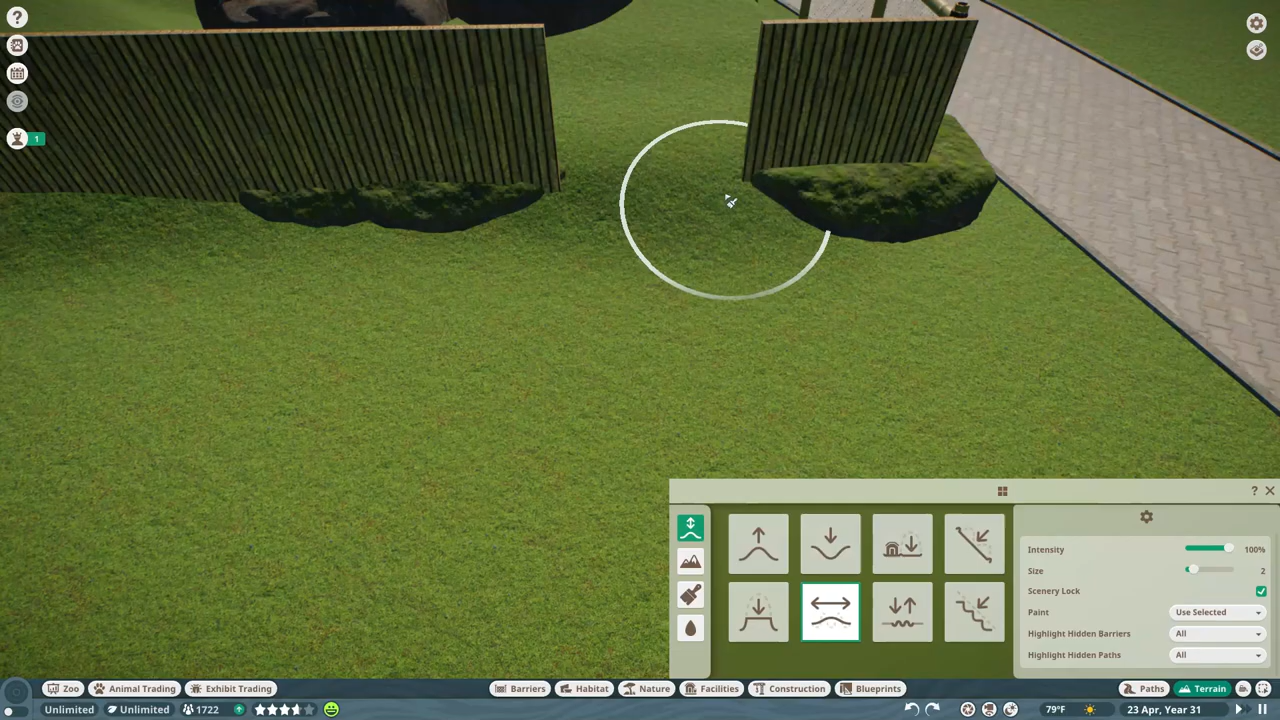 ?
1
?
Intensity 100%
Size 2
Scenery Lock
Paint Use Selected
Highlight Hidden Barriers All
Highlight Hidden Paths All
Zoo Animal Trading Exhibit Trading Barriers Habitat Nature Facilities Construction Blueprints Paths Terrain
Unlimited Unlimited 1722 79°F 23 Apr, Year 31